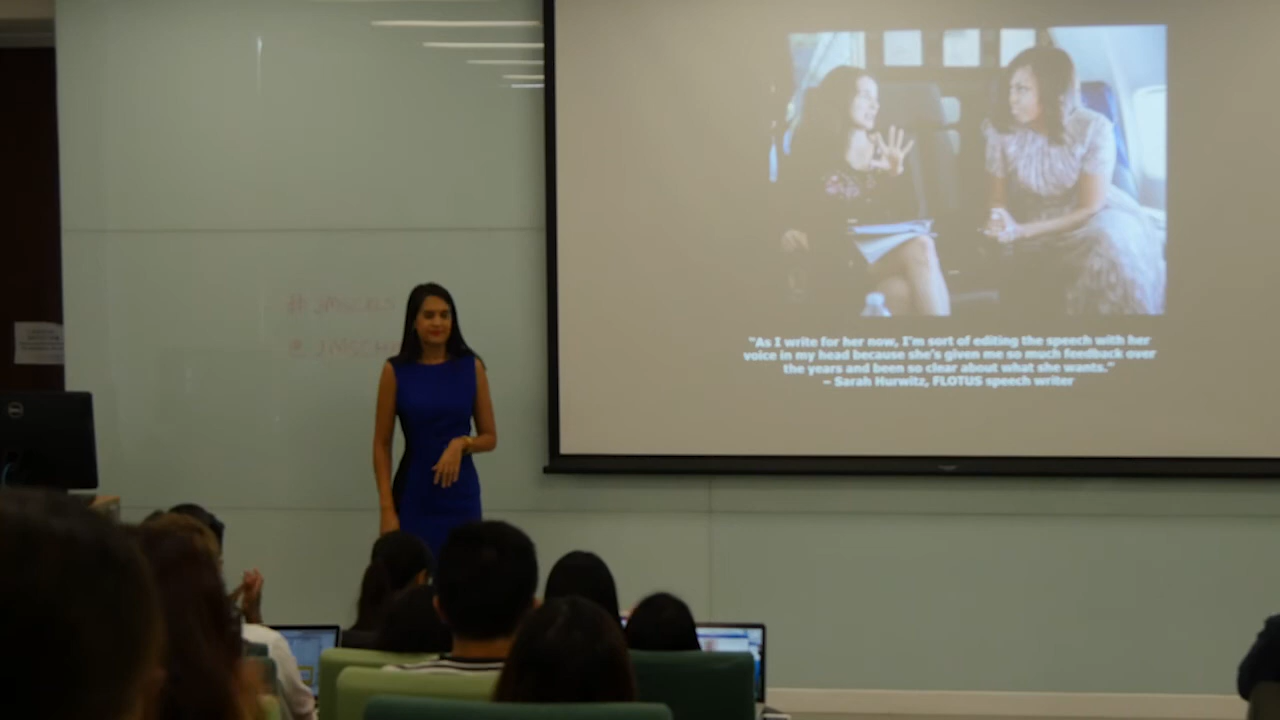 "As I write for her now, I'm sort of editing the speech with her
voice in my head because she's given me so much feedback over
the years and been so clear about what she wants."
– Sarah Hurwitz, FLOTUS speech writer
DELL